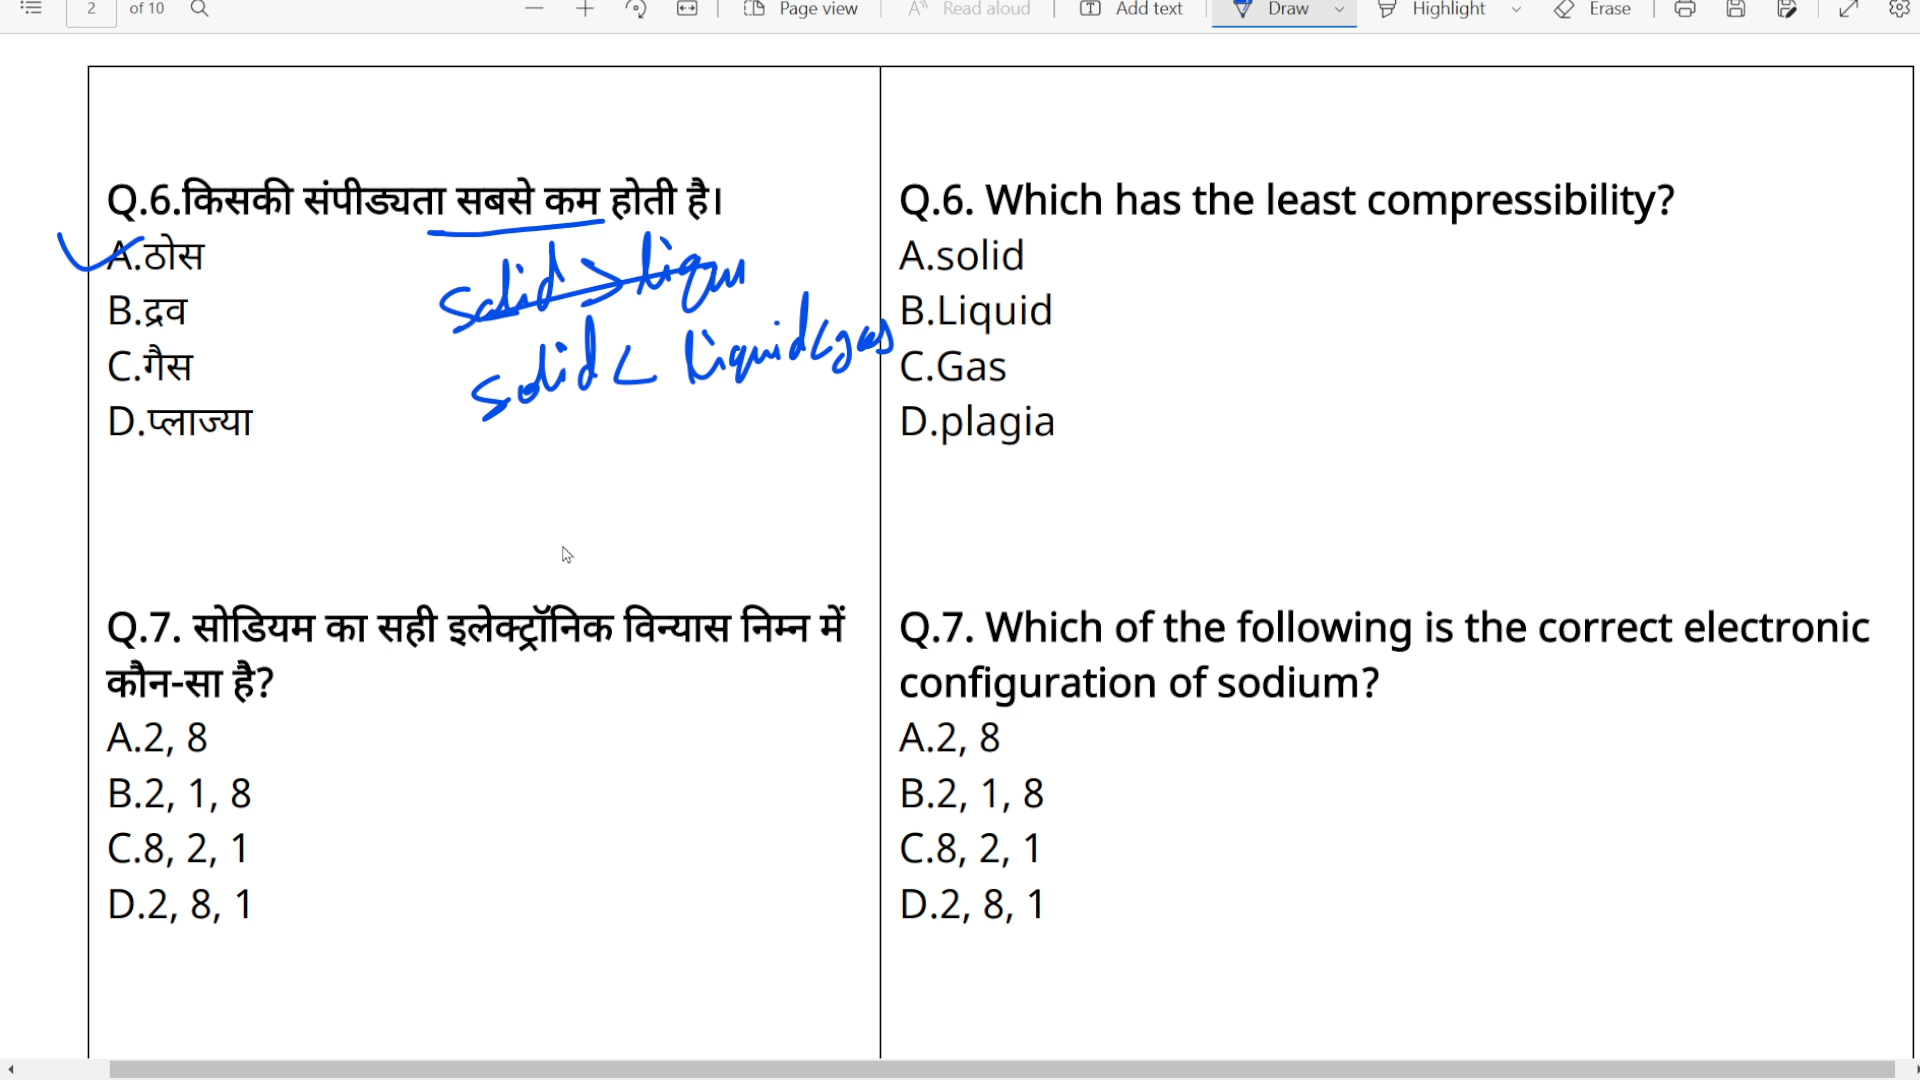 2 of 10 Page view Read aloud Add text Draw Highlight Erase
Q.6.किसकी संपीड्यता सबसे कम होती है।
A.ठोस
B.द्रव
C.गैस
D.प्लाज्या
solid > liqu
solid < liquid < gas
Q.6. Which has the least compressibility?
A.solid
B.Liquid
C.Gas
D.plagia
Q.7. सोडियम का सही इलेक्ट्रॉनिक विन्यास निम्न में
कौन-सा है?
A.2, 8
B.2, 1, 8
C.8, 2, 1
D.2, 8, 1
Q.7. Which of the following is the correct electronic
configuration of sodium?
A.2, 8
B.2, 1, 8
C.8, 2, 1
D.2, 8, 1